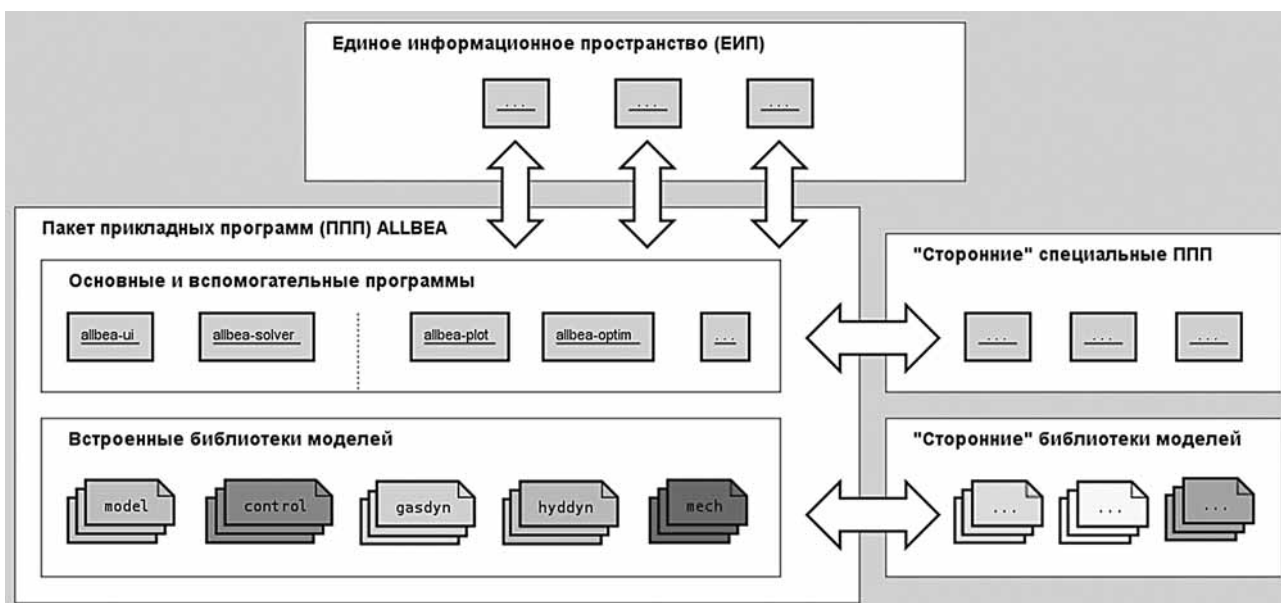 Единое информационное пространство (ЕИП)
... ... ...
Пакет прикладных программ (ППП) ALLBEA
Основные и вспомогательные программы
allbea-ui allbea-solver allbea-plot allbea-optim ...
"Сторонние" специальные ППП
... ... ...
Встроенные библиотеки моделей
model control gasdyn hyddyn mech
"Сторонние" библиотеки моделей
... ... ...